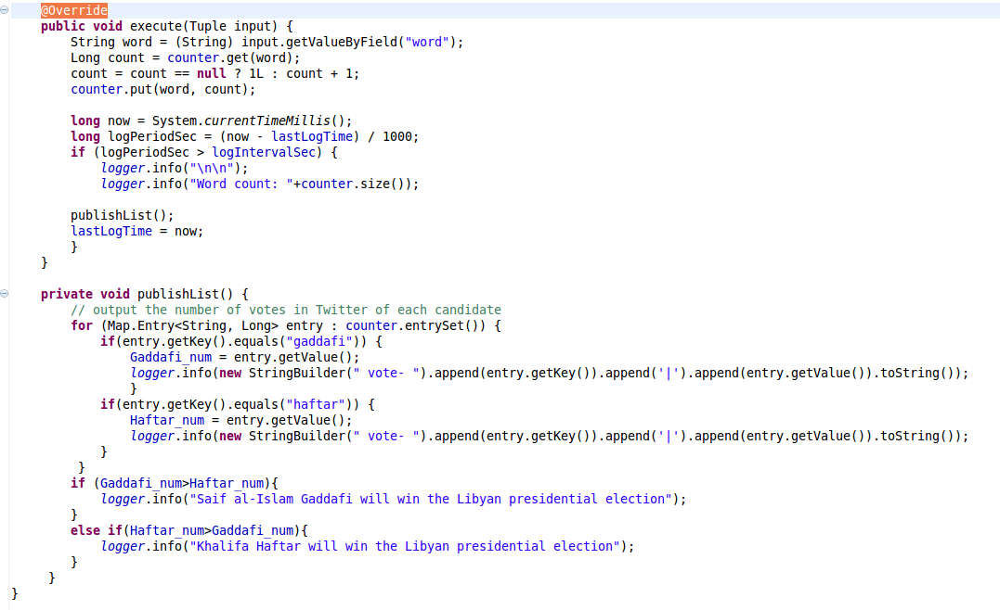 @Override
public void execute(Tuple input) {
String word = (String) input.getValueByField("word");
Long count = counter.get(word);
count = count == null ? 1L : count + 1;
counter.put(word, count);
long now = System.currentTimeMillis();
long logPeriodSec = (now - lastLogTime) / 1000;
if (logPeriodSec > logIntervalSec) {
logger.info("\n\n");
logger.info("Word count: "+counter.size());
publishList();
lastLogTime = now;
}
}
private void publishList() {
// output the number of votes in Twitter of each candidate
for (Map.Entry<String, Long> entry : counter.entrySet()) {
if(entry.getKey().equals("gaddafi")) {
Gaddafi_num = entry.getValue();
logger.info(new StringBuilder(" vote- ").append(entry.getKey()).append('|').append(entry.getValue()).toString());
}
if(entry.getKey().equals("haftar")) {
Haftar_num = entry.getValue();
logger.info(new StringBuilder(" vote- ").append(entry.getKey()).append('|').append(entry.getValue()).toString());
}
}
if (Gaddafi_num>Haftar_num){
logger.info("Saif al-Islam Gaddafi will win the Libyan presidential election");
}
else if(Haftar_num>Gaddafi_num){
logger.info("Khalifa Haftar will win the Libyan presidential election");
}
}
}